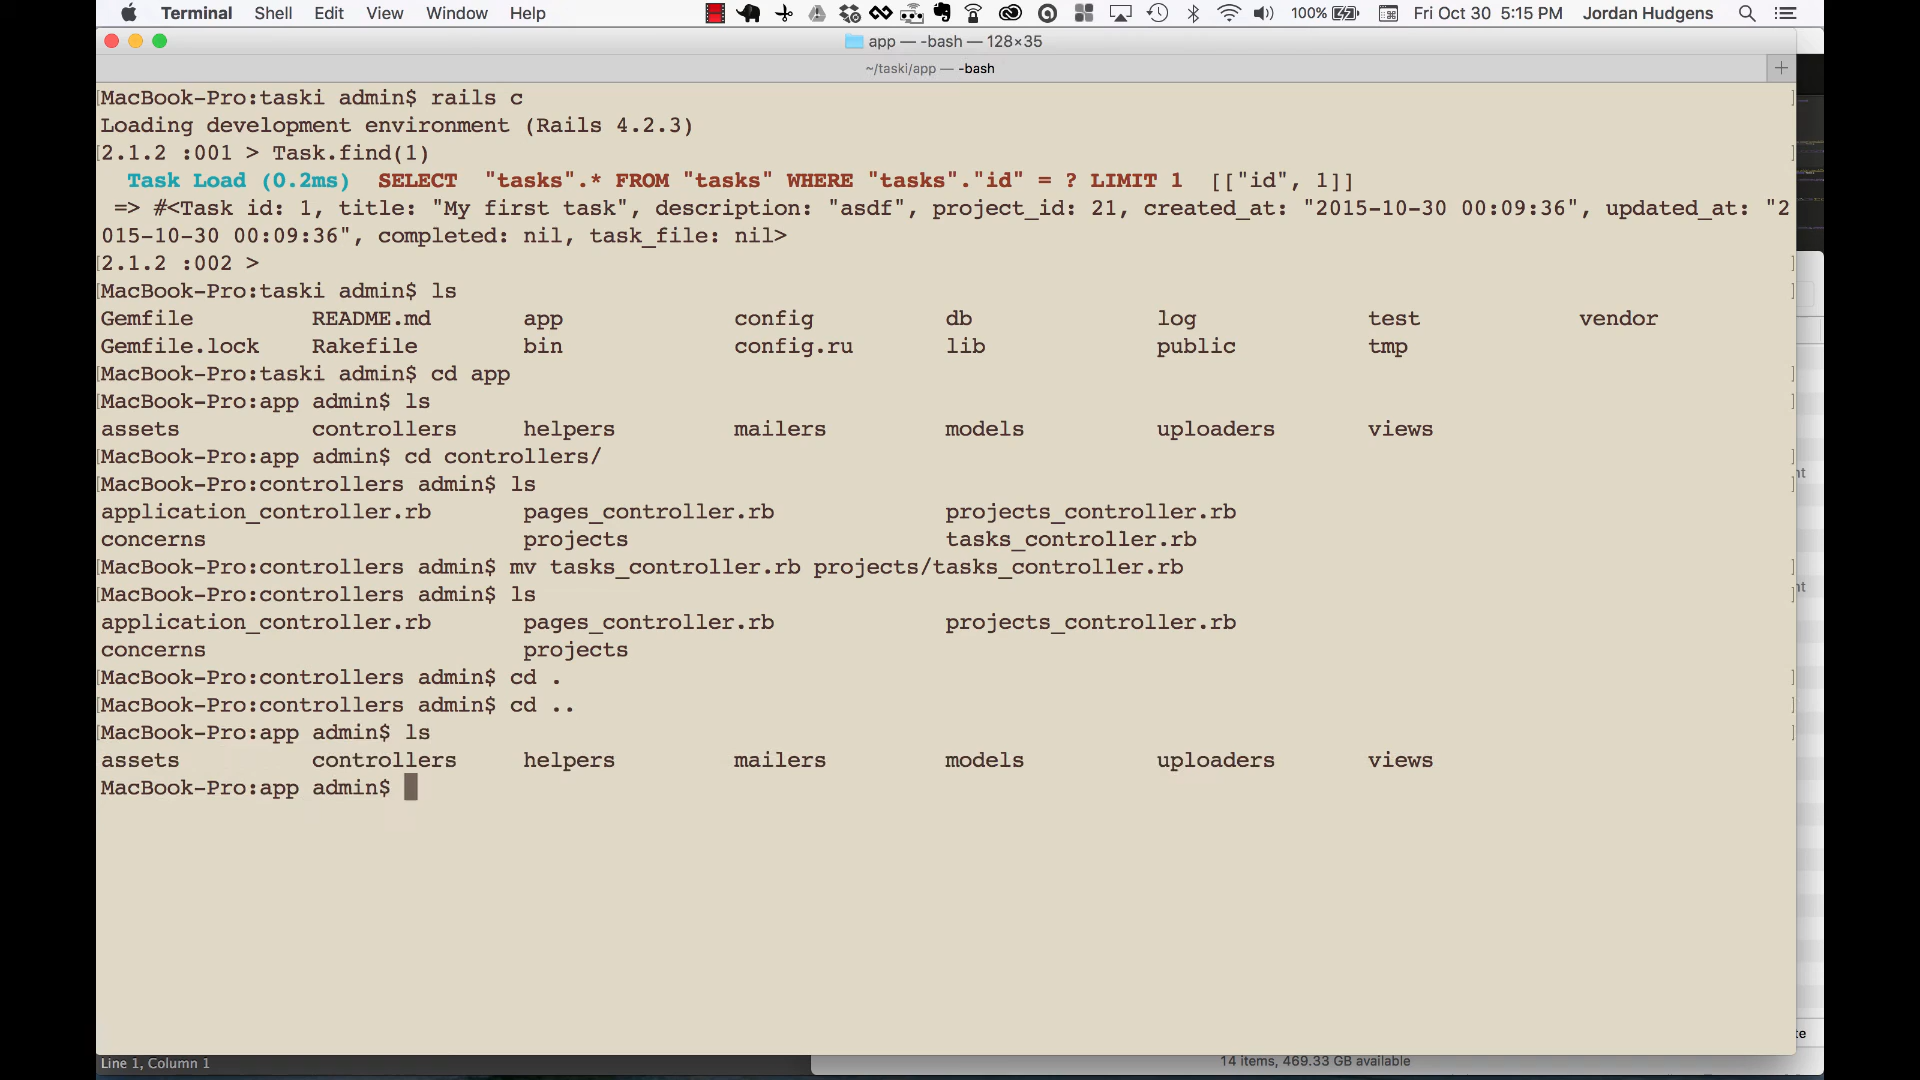 Terminal Shell Edit View Window Help 100% Fri Oct 30 5:15 PM Jordan Hudgens
app — -bash — 128×35
~/taski/app — -bash
MacBook-Pro:taski admin$ rails c
Loading development environment (Rails 4.2.3)
2.1.2 :001 > Task.find(1)
Task Load (0.2ms)  SELECT  "tasks".* FROM "tasks" WHERE "tasks"."id" = ? LIMIT 1  [["id", 1]]
=> #<Task id: 1, title: "My first task", description: "asdf", project_id: 21, created_at: "2015-10-30 00:09:36", updated_at: "2
015-10-30 00:09:36", completed: nil, task_file: nil>
2.1.2 :002 >
MacBook-Pro:taski admin$ ls
Gemfile README.md app config db log test vendor
Gemfile.lock Rakefile bin config.ru lib public tmp
MacBook-Pro:taski admin$ cd app
MacBook-Pro:app admin$ ls
assets controllers helpers mailers models uploaders views
MacBook-Pro:app admin$ cd controllers/
MacBook-Pro:controllers admin$ ls
application_controller.rb pages_controller.rb projects_controller.rb
concerns projects tasks_controller.rb
MacBook-Pro:controllers admin$ mv tasks_controller.rb projects/tasks_controller.rb
MacBook-Pro:controllers admin$ ls
application_controller.rb pages_controller.rb projects_controller.rb
concerns projects
MacBook-Pro:controllers admin$ cd .
MacBook-Pro:controllers admin$ cd ..
MacBook-Pro:app admin$ ls
assets controllers helpers mailers models uploaders views
MacBook-Pro:app admin$
Line 1, Column 1
14 items, 469.33 GB available